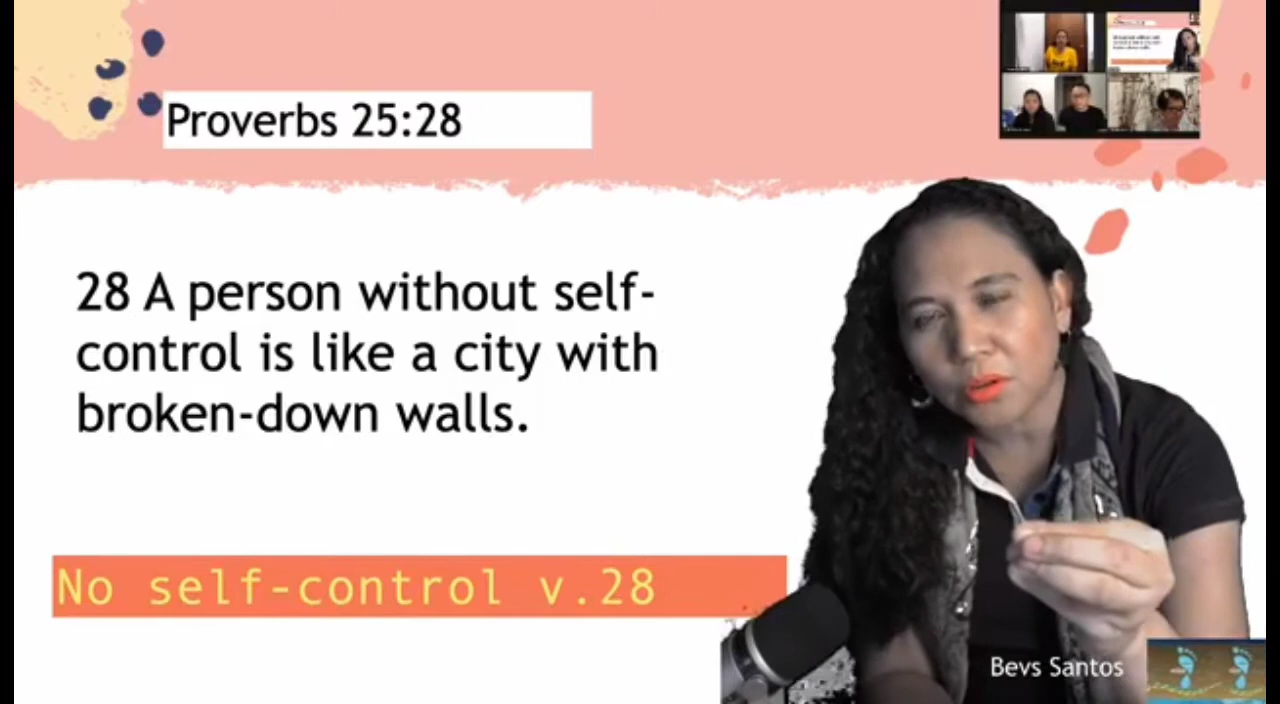 Proverbs 25:28
28 A person without self-
control is like a city with
broken-down walls.
No self-control v.28
Bevs Santos